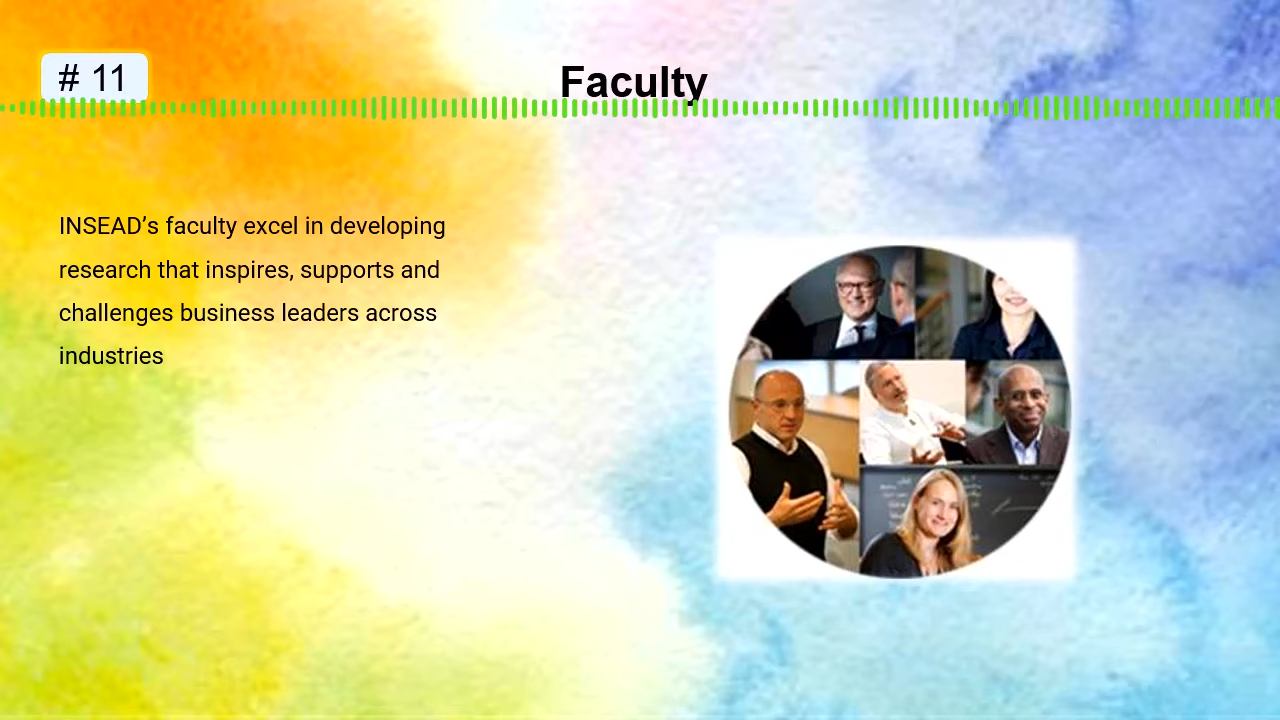 # 11
Faculty
INSEAD’s faculty excel in developing
research that inspires, supports and
challenges business leaders across
industries